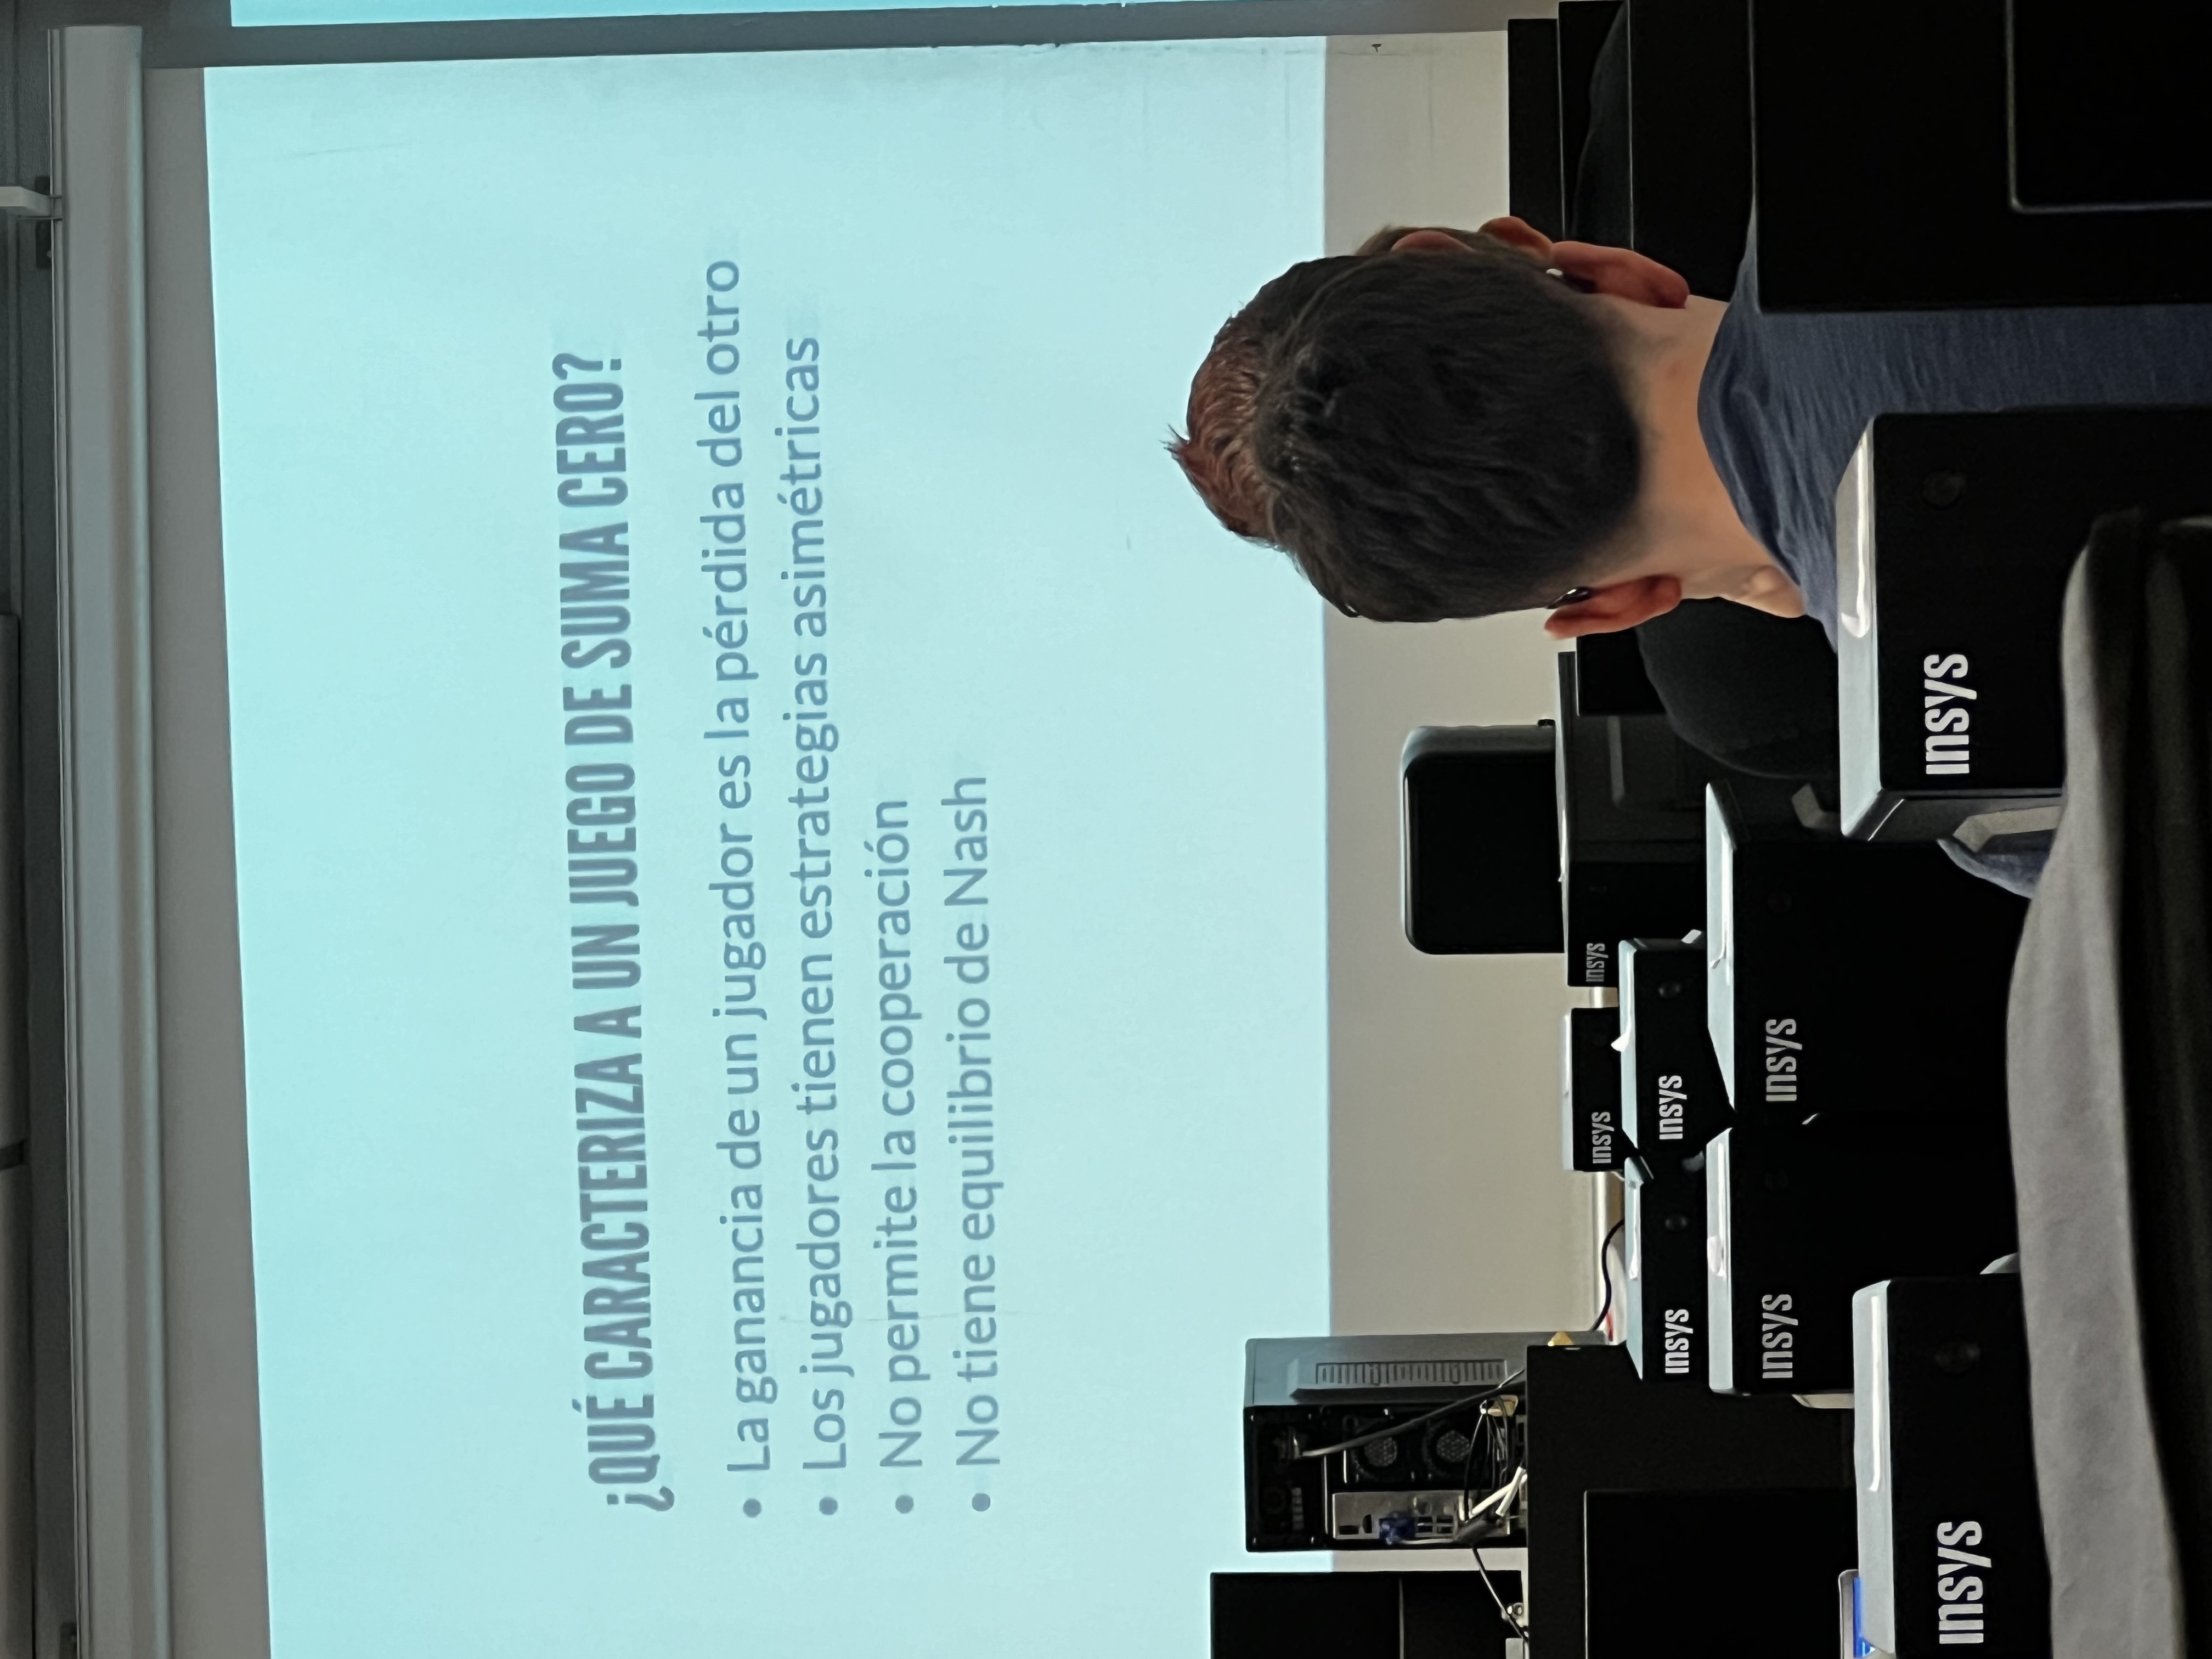 ¿QUÉ CARACTERIZA A UN JUEGO DE SUMA CERO?
• La ganancia de un jugador es la pérdida del otro
• Los jugadores tienen estrategias asimétricas
• No permite la cooperación
• No tiene equilibrio de Nash
insys
insys
insys
insys
insys
insys
insys
insys